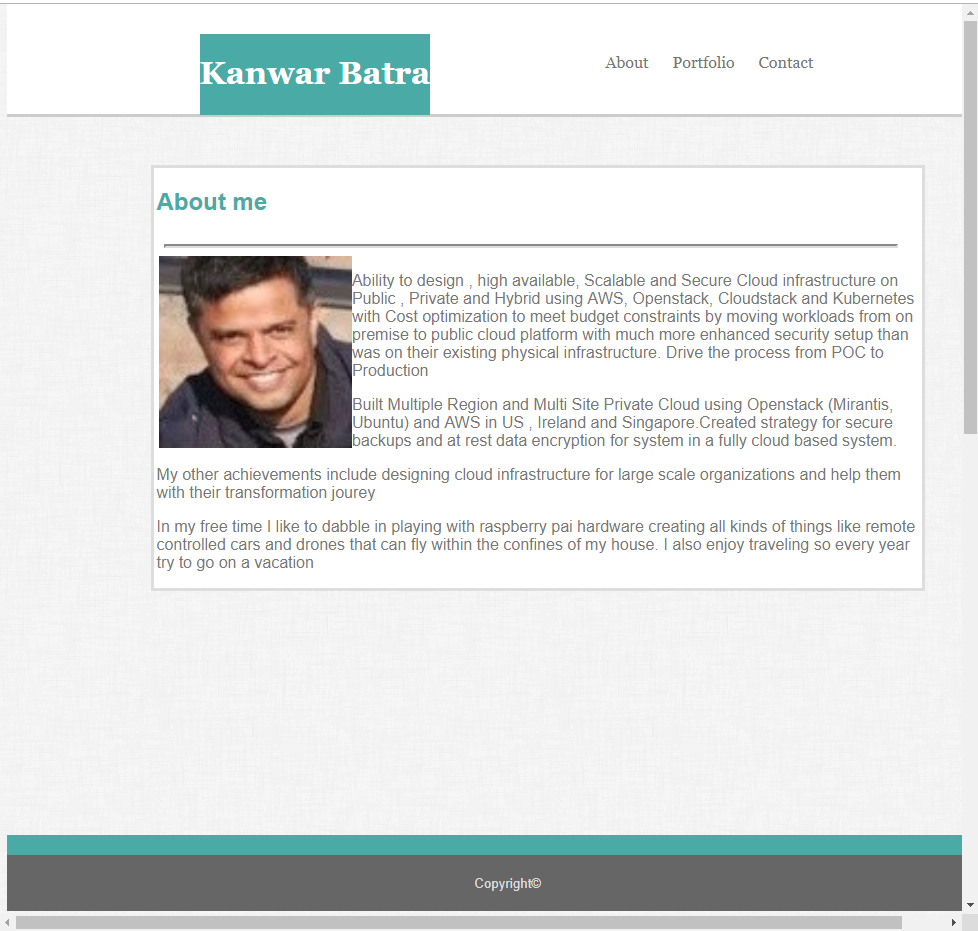 Kanwar Batra
About Portfolio Contact
About me
Ability to design , high available, Scalable and Secure Cloud infrastructure on
Public , Private and Hybrid using AWS, Openstack, Cloudstack and Kubernetes
with Cost optimization to meet budget constraints by moving workloads from on
premise to public cloud platform with much more enhanced security setup than
was on their existing physical infrastructure. Drive the process from POC to
Production
Built Multiple Region and Multi Site Private Cloud using Openstack (Mirantis,
Ubuntu) and AWS in US , Ireland and Singapore.Created strategy for secure
backups and at rest data encryption for system in a fully cloud based system.
My other achievements include designing cloud infrastructure for large scale organizations and help them
with their transformation jourey
In my free time I like to dabble in playing with raspberry pai hardware creating all kinds of things like remote
controlled cars and drones that can fly within the confines of my house. I also enjoy traveling so every year
try to go on a vacation
Copyright©